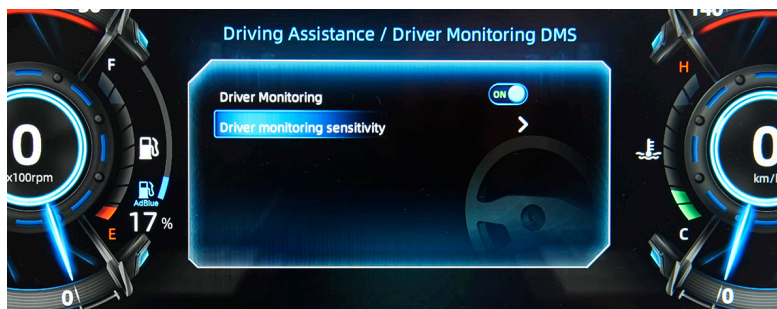 Driving Assistance / Driver Monitoring DMS
140
F
H
Driver Monitoring
ON
Driver monitoring sensitivity
0
x100rpm
0
km/
AdBlue
17 %
E
C
0
0